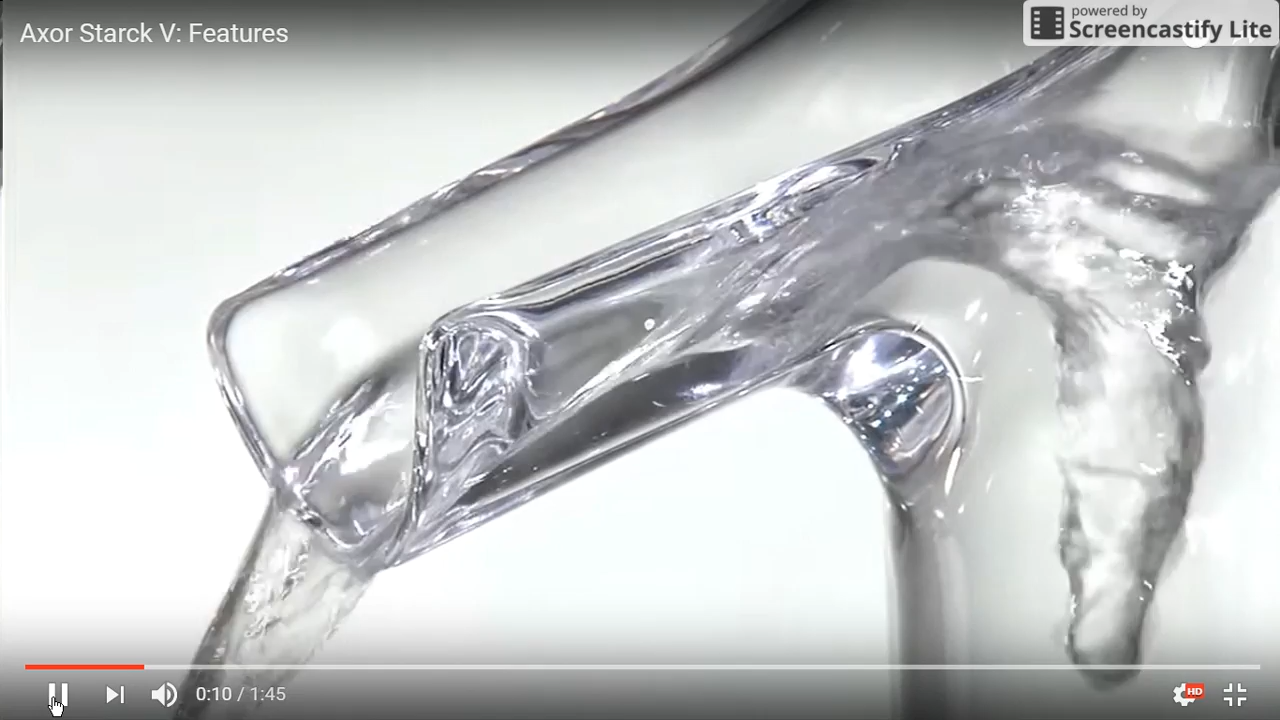 Axor Starck V: Features
powered by
Screencastify Lite
0:10 / 1:45
HD